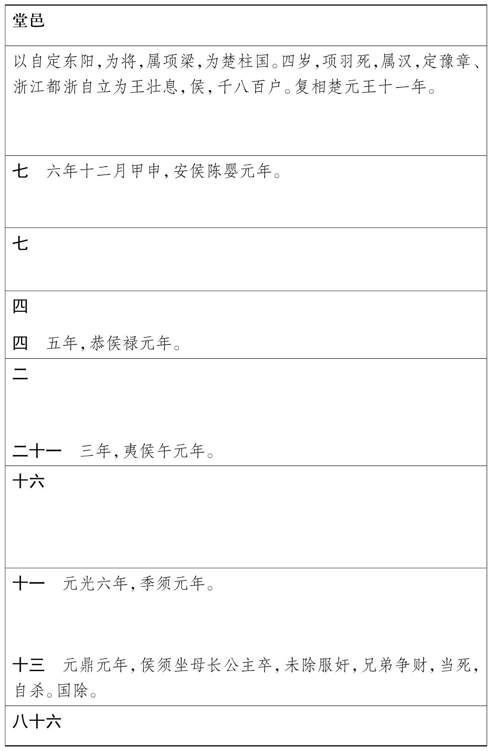 堂邑
以自定东阳，为将，属项梁，为楚柱国。四岁，项羽死，属汉，定豫章、
浙江都浙自立为王壮息，侯，千八百户。复相楚元王十一年。
七　六年十二月甲申，安侯陈婴元年。
七
四
四　五年，恭侯禄元年。
二
二十一　三年，夷侯午元年。
十六
十一　元光六年，季须元年。
十三　元鼎元年，侯须坐母长公主卒，未除服奸，兄弟争财，当死，
自杀。国除。
八十六